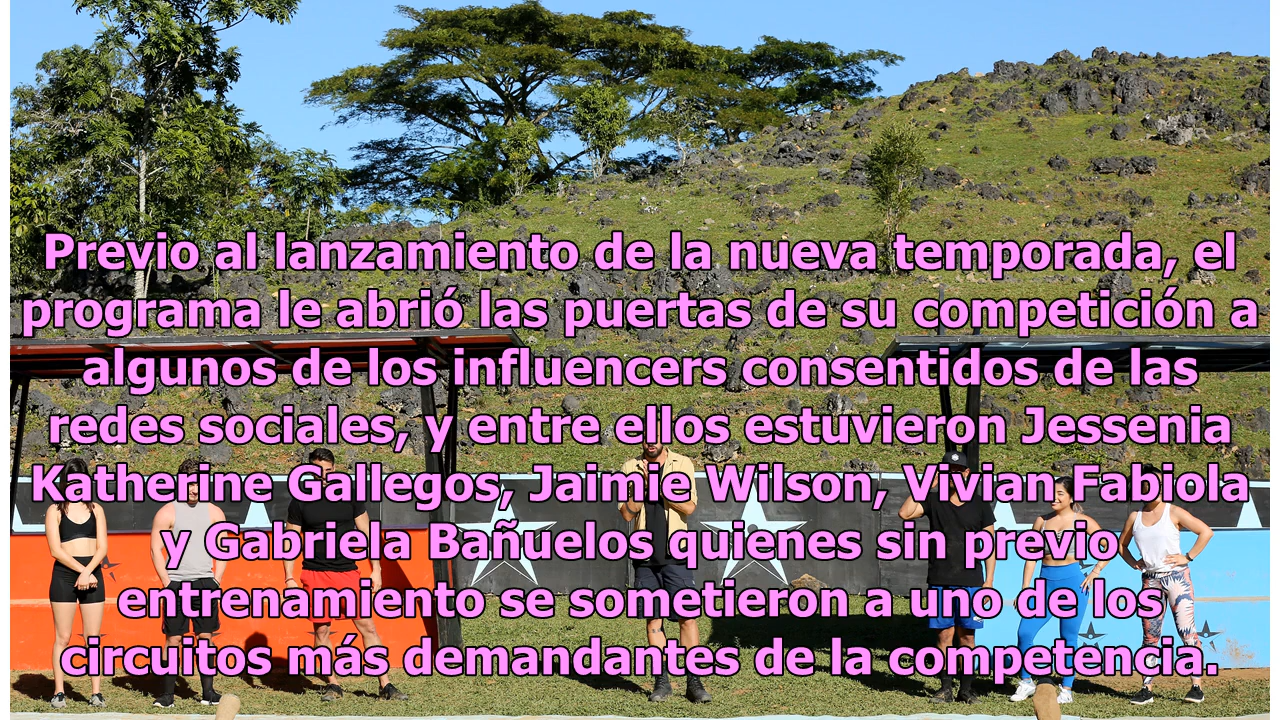 Previo al lanzamiento de la nueva temporada, el
programa le abrió las puertas de su competición a
algunos de los influencers consentidos de las
redes sociales, y entre ellos estuvieron Jessenia
Katherine Gallegos, Jaimie Wilson, Vivian Fabiola
y Gabriela Bañuelos quienes sin previo
entrenamiento se sometieron a uno de los
circuitos más demandantes de la competencia.